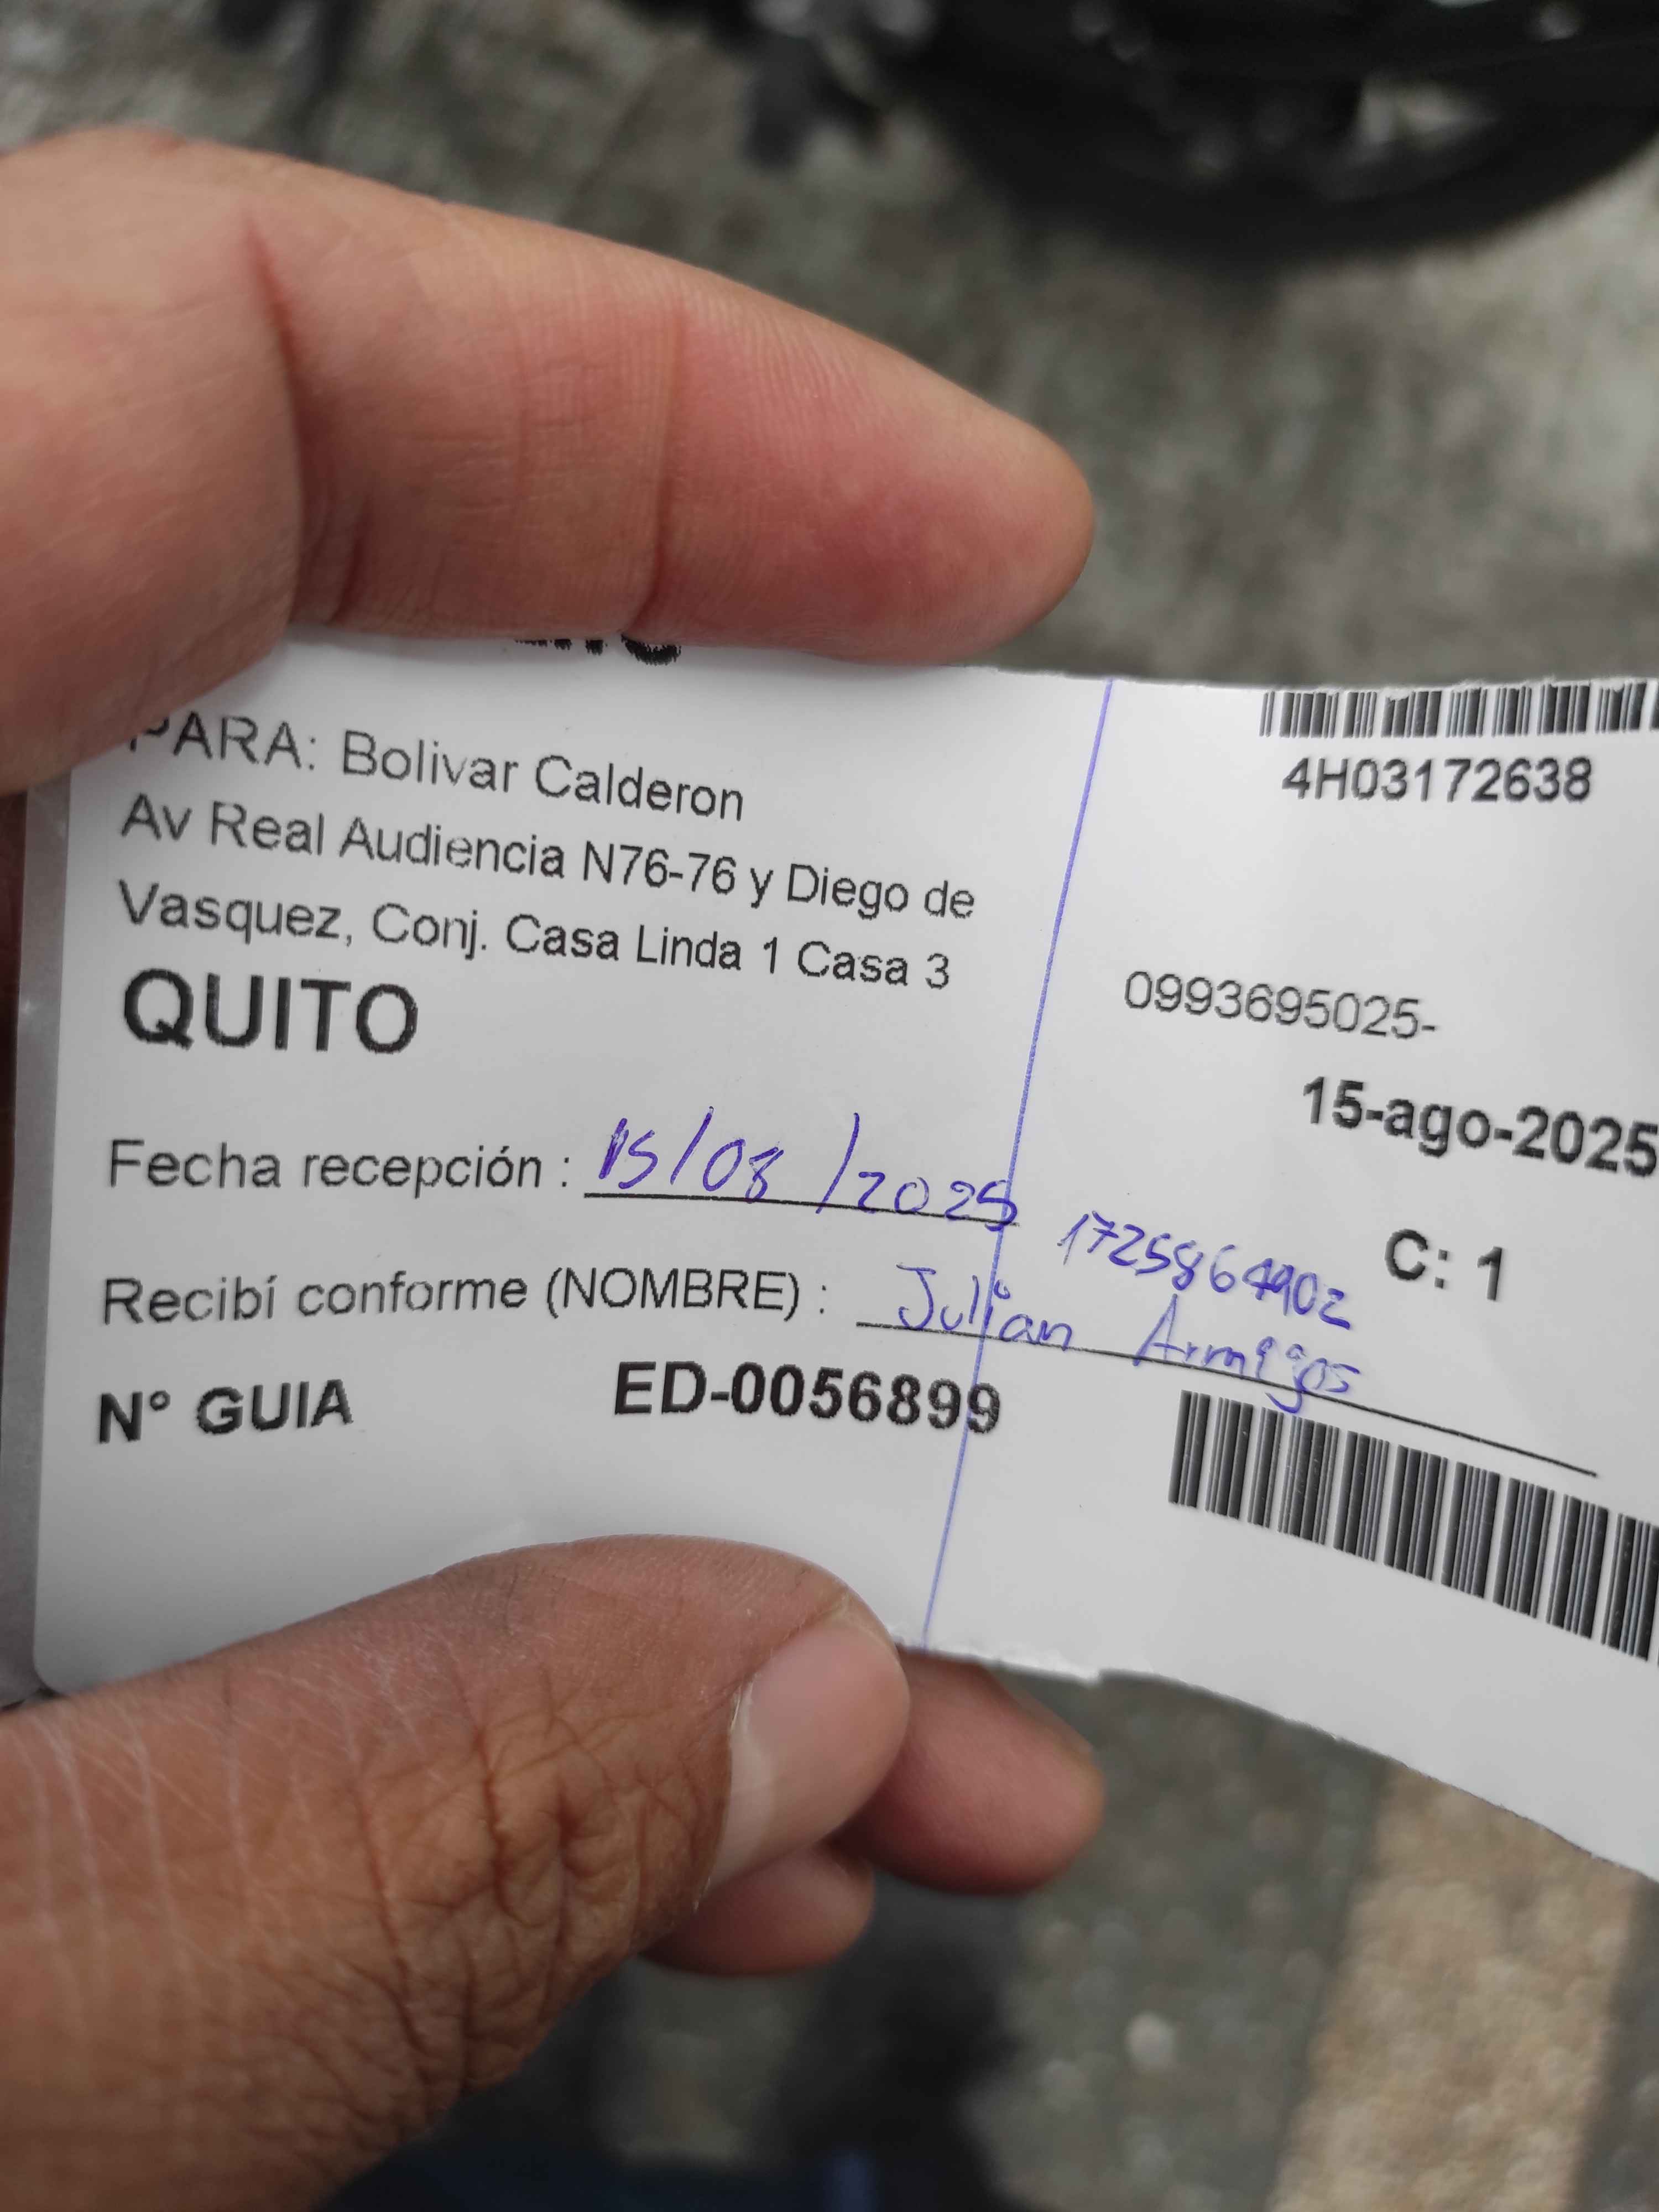 PARA: Bolivar Calderon
Av Real Audiencia N76-76 y Diego de
Vasquez, Conj. Casa Linda 1 Casa 3
QUITO
4H03172638
0993695025-
15-ago-2025
Fecha recepción : 15/08/2025
C: 1
1725864902
Recibí conforme (NOMBRE) : Julian Armijos
N° GUIA ED-0056899